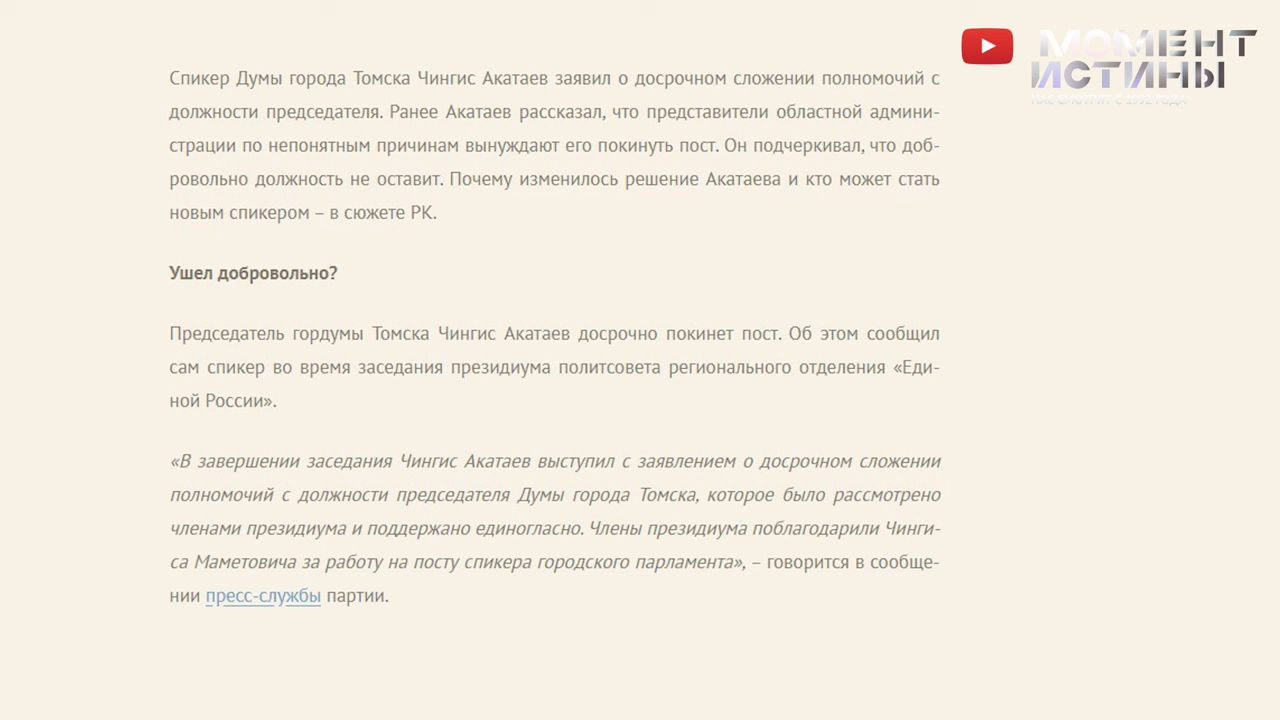 МОМЕНТ
ИСТИНЫ
НАС СМОТРЯТ С 1992 ГОДА
Спикер Думы города Томска Чингис Акатаев заявил о досрочном сложении полномочий с
должности председателя. Ранее Акатаев рассказал, что представители областной админи-
страции по непонятным причинам вынуждают его покинуть пост. Он подчеркивал, что доб-
ровольно должность не оставит. Почему изменилось решение Акатаева и кто может стать
новым спикером – в сюжете РК.
Ушел добровольно?
Председатель гордумы Томска Чингис Акатаев досрочно покинет пост. Об этом сообщил
сам спикер во время заседания президиума политсовета регионального отделения «Еди-
ной России».
«В завершении заседания Чингис Акатаев выступил с заявлением о досрочном сложении
полномочий с должности председателя Думы города Томска, которое было рассмотрено
членами президиума и поддержано единогласно. Члены президиума поблагодарили Чинги-
са Маметовича за работу на посту спикера городского парламента», – говорится в сообще-
нии пресс-службы партии.